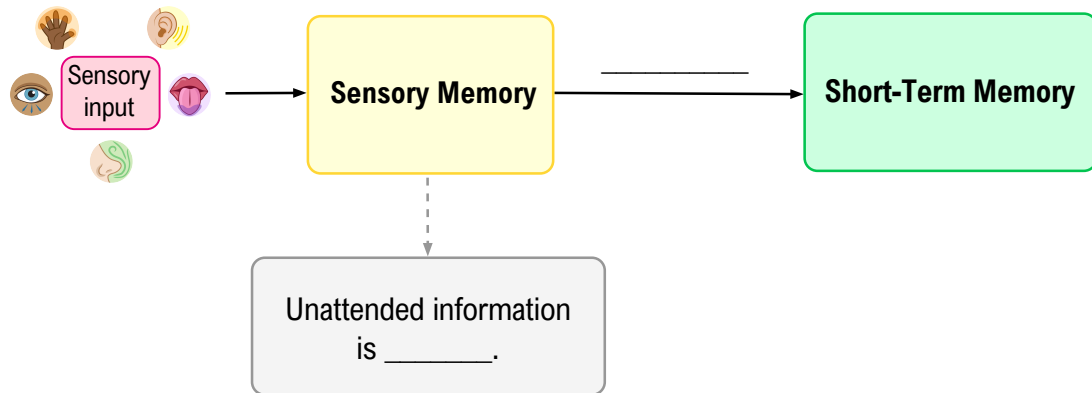 Sensory
input
Sensory Memory
__________
Short-Term Memory
Unattended information
is _______.